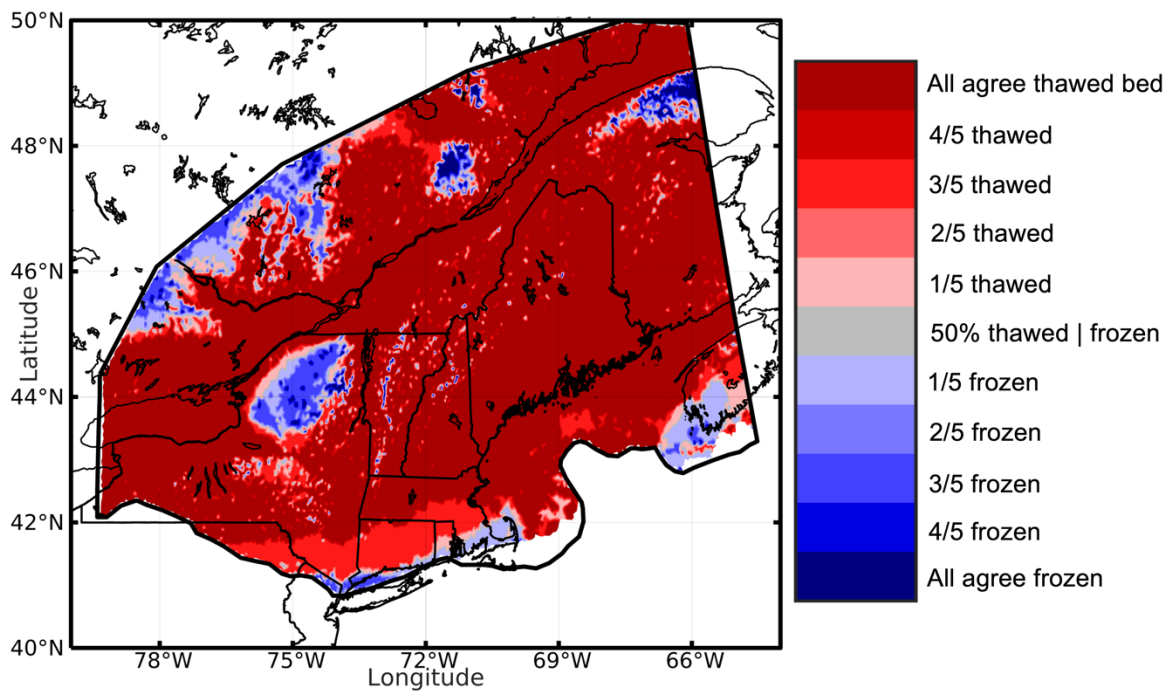 50°N
48°N
46°N
44°N
42°N
40°N
Latitude
78°W
75°W
72°W
69°W
66°W
Longitude
All agree thawed bed
4/5 thawed
3/5 thawed
2/5 thawed
1/5 thawed
50% thawed | frozen
1/5 frozen
2/5 frozen
3/5 frozen
4/5 frozen
All agree frozen